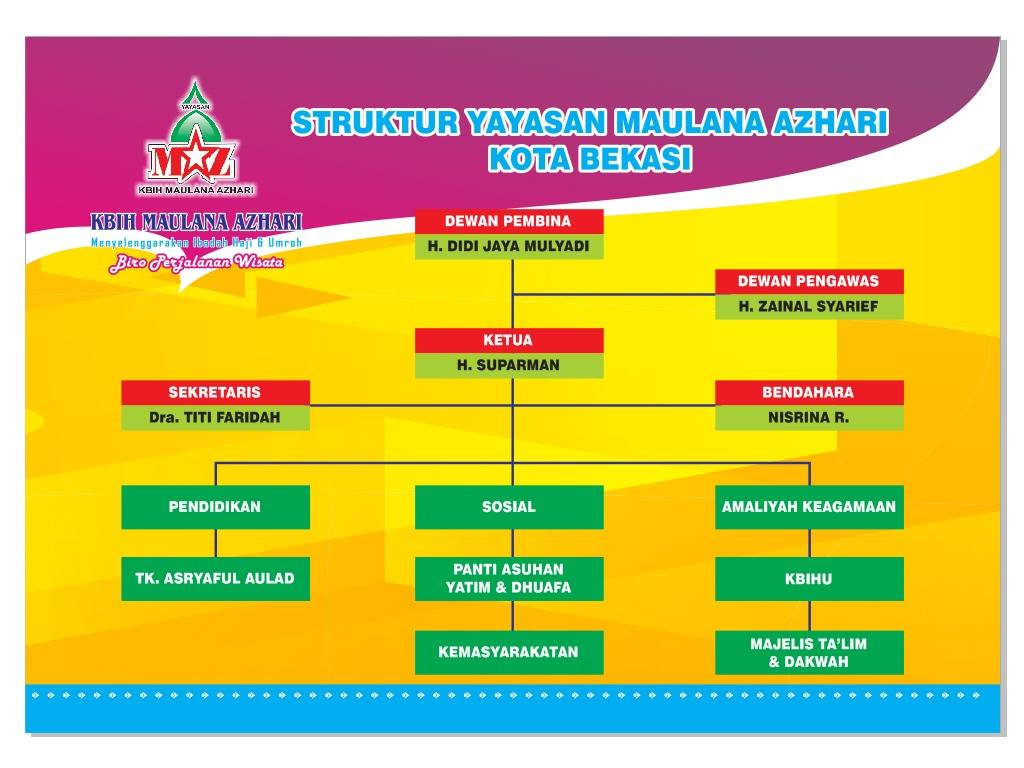 YAYASAN
MAZ
KBIH MAULANA AZHARI
KBIH MAULANA AZHARI
Menyelenggarakan Ibadah Haji & Umroh
Biro Perjalanan Wisata
STRUKTUR YAYASAN MAULANA AZHARI
KOTA BEKASI
DEWAN PEMBINA
H. DIDI JAYA MULYADI
DEWAN PENGAWAS
H. ZAINAL SYARIEF
KETUA
H. SUPARMAN
SEKRETARIS
Dra. TITI FARIDAH
BENDAHARA
NISRINA R.
PENDIDIKAN
SOSIAL
AMALIYAH KEAGAMAAN
TK. ASRYAFUL AULAD
PANTI ASUHAN
YATIM & DHUAFA
KBIHU
KEMASYARAKATAN
MAJELIS TA'LIM
& DAKWAH